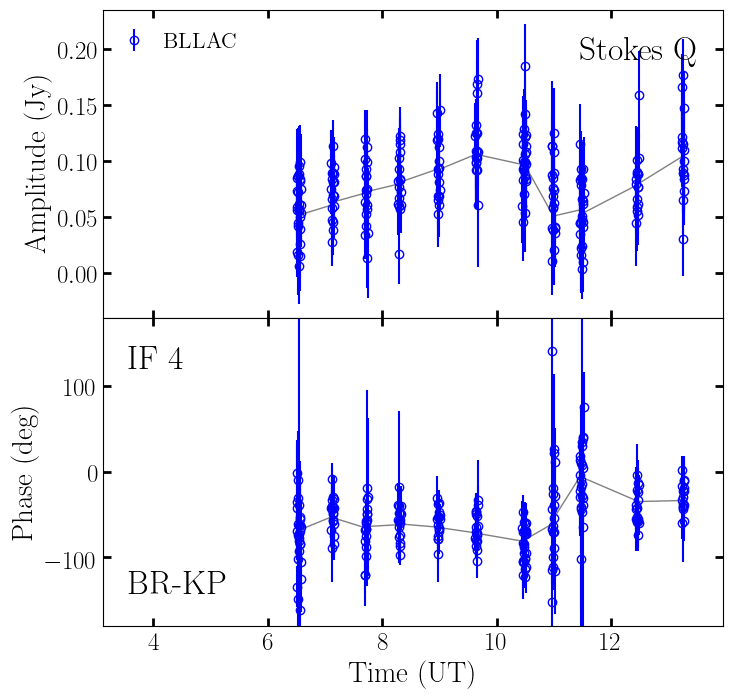 BLLAC
Stokes Q
0.20
0.15
0.10
0.05
0.00
Amplitude (Jy)
IF 4
100
0
−100
Phase (deg)
BR-KP
4 6 8 10 12
Time (UT)